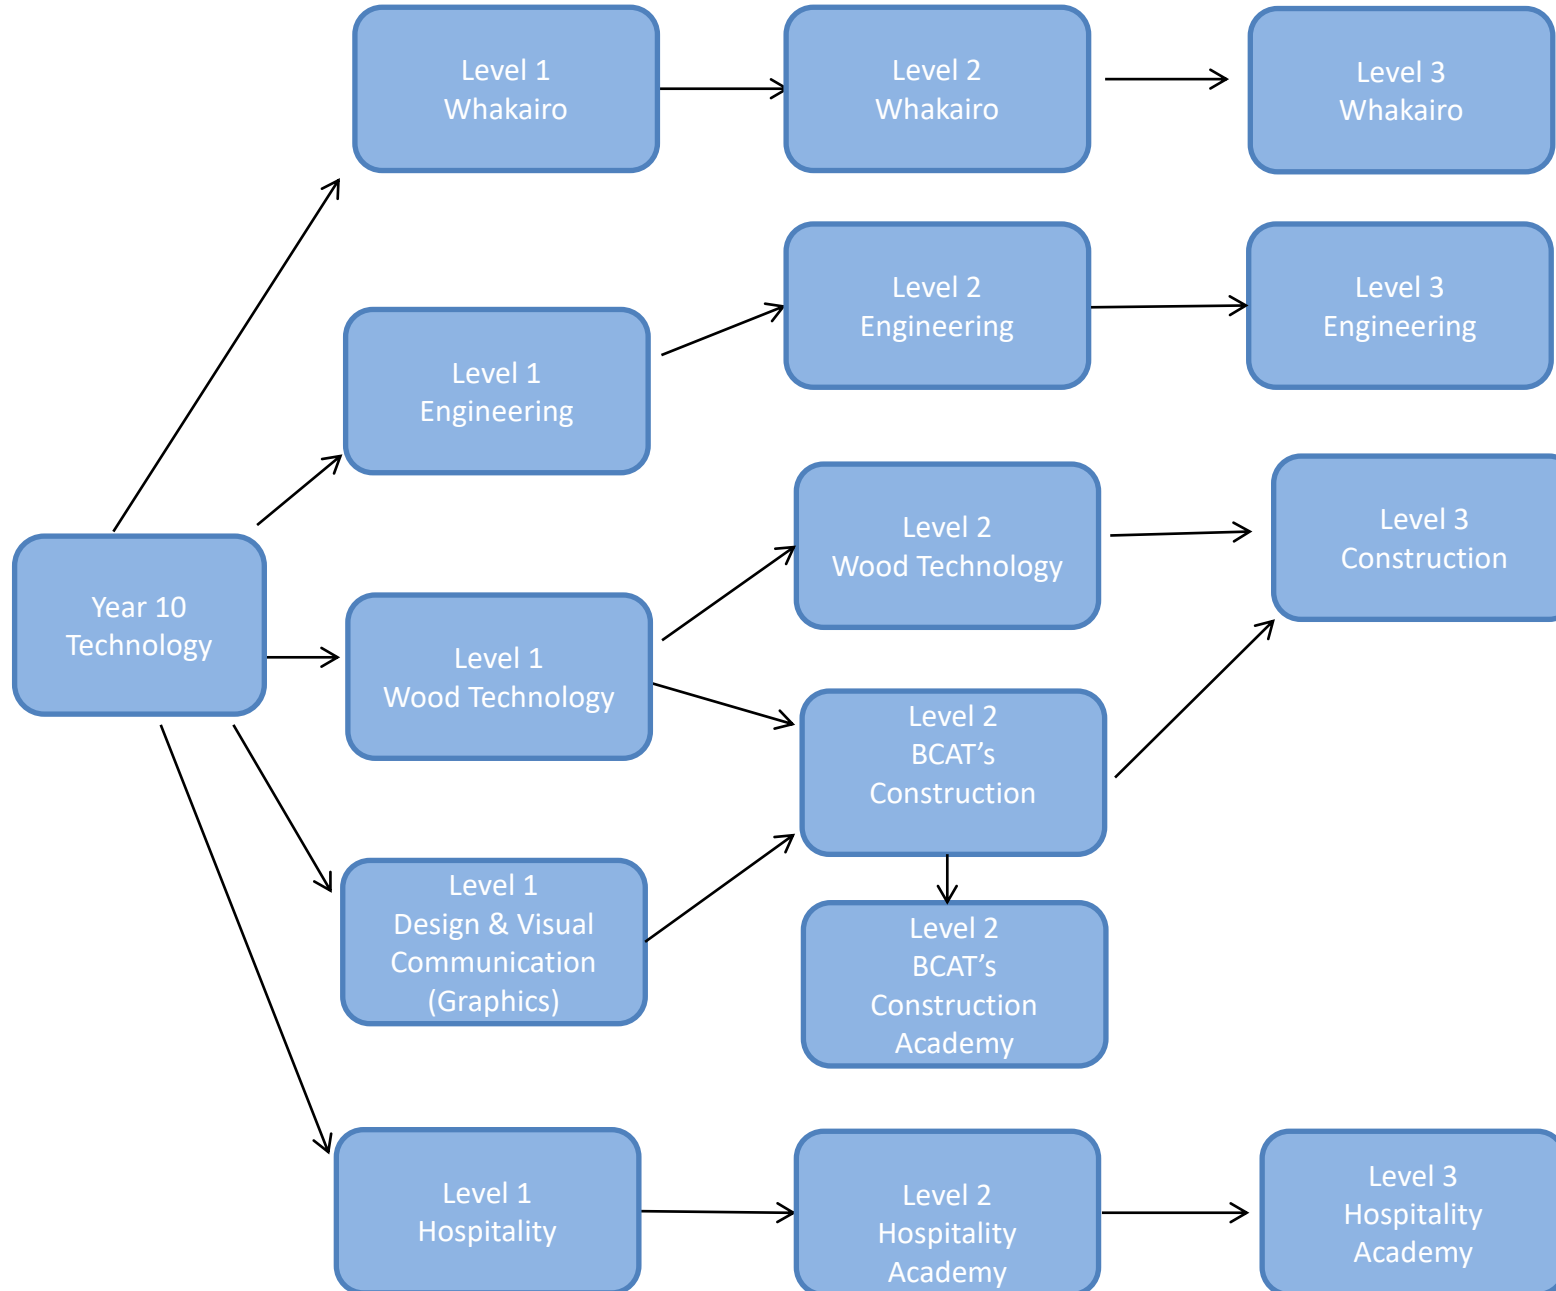 Level 1
Whakairo
Level 2
Whakairo
Level 3
Whakairo
Level 1
Engineering
Level 2
Engineering
Level 3
Engineering
Year 10
Technology
Level 1
Wood Technology
Level 2
Wood Technology
Level 3
Construction
Level 2
BCAT’s
Construction
Level 1
Design & Visual
Communication
(Graphics)
Level 2
BCAT’s
Construction
Academy
Level 1
Hospitality
Level 2
Hospitality
Academy
Level 3
Hospitality
Academy